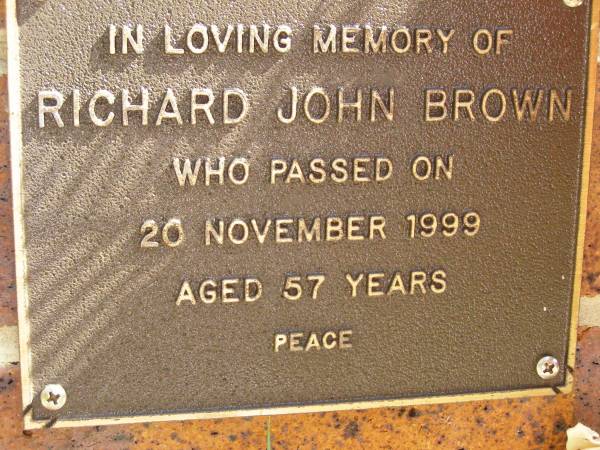 IN LOVING MEMORY OF
RICHARD JOHN BROWN
WHO PASSED ON
20 NOVEMBER 1999
AGED 57 YEARS
PEACE